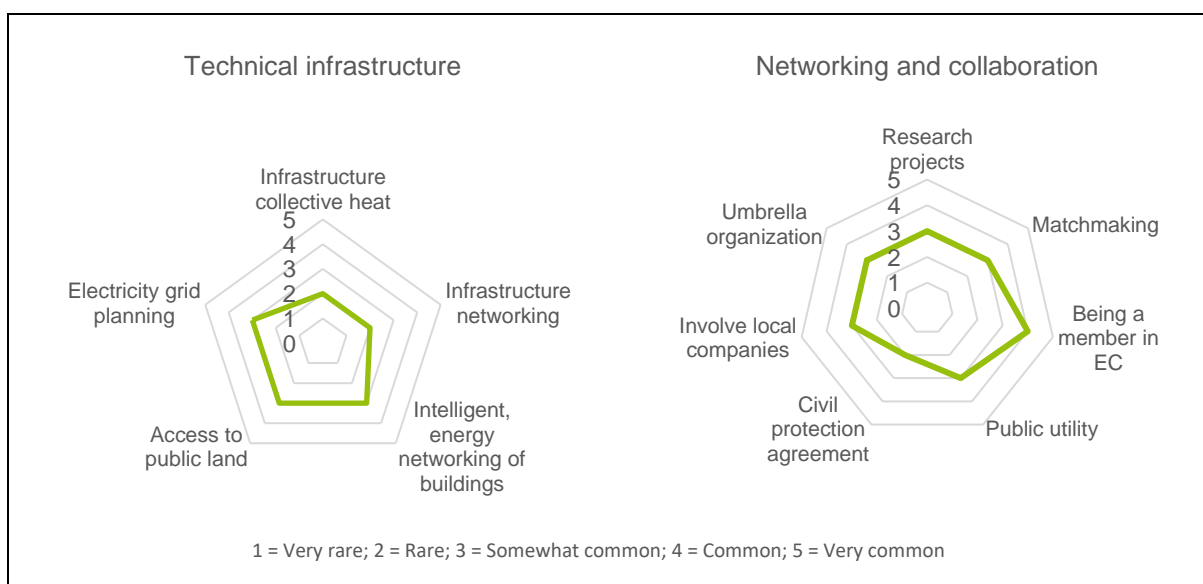 Technical infrastructure
Infrastructure
collective heat
5
4
3
2
1
0
Infrastructure
networking
Intelligent,
energy
networking of
buildings
Access to
public land
Electricity grid
planning
Networking and collaboration
Research
projects
5
4
3
2
1
0
Matchmaking
Being a
member in
EC
Public utility
Civil
protection
agreement
Involve local
companies
Umbrella
organization
1 = Very rare; 2 = Rare; 3 = Somewhat common; 4 = Common; 5 = Very common